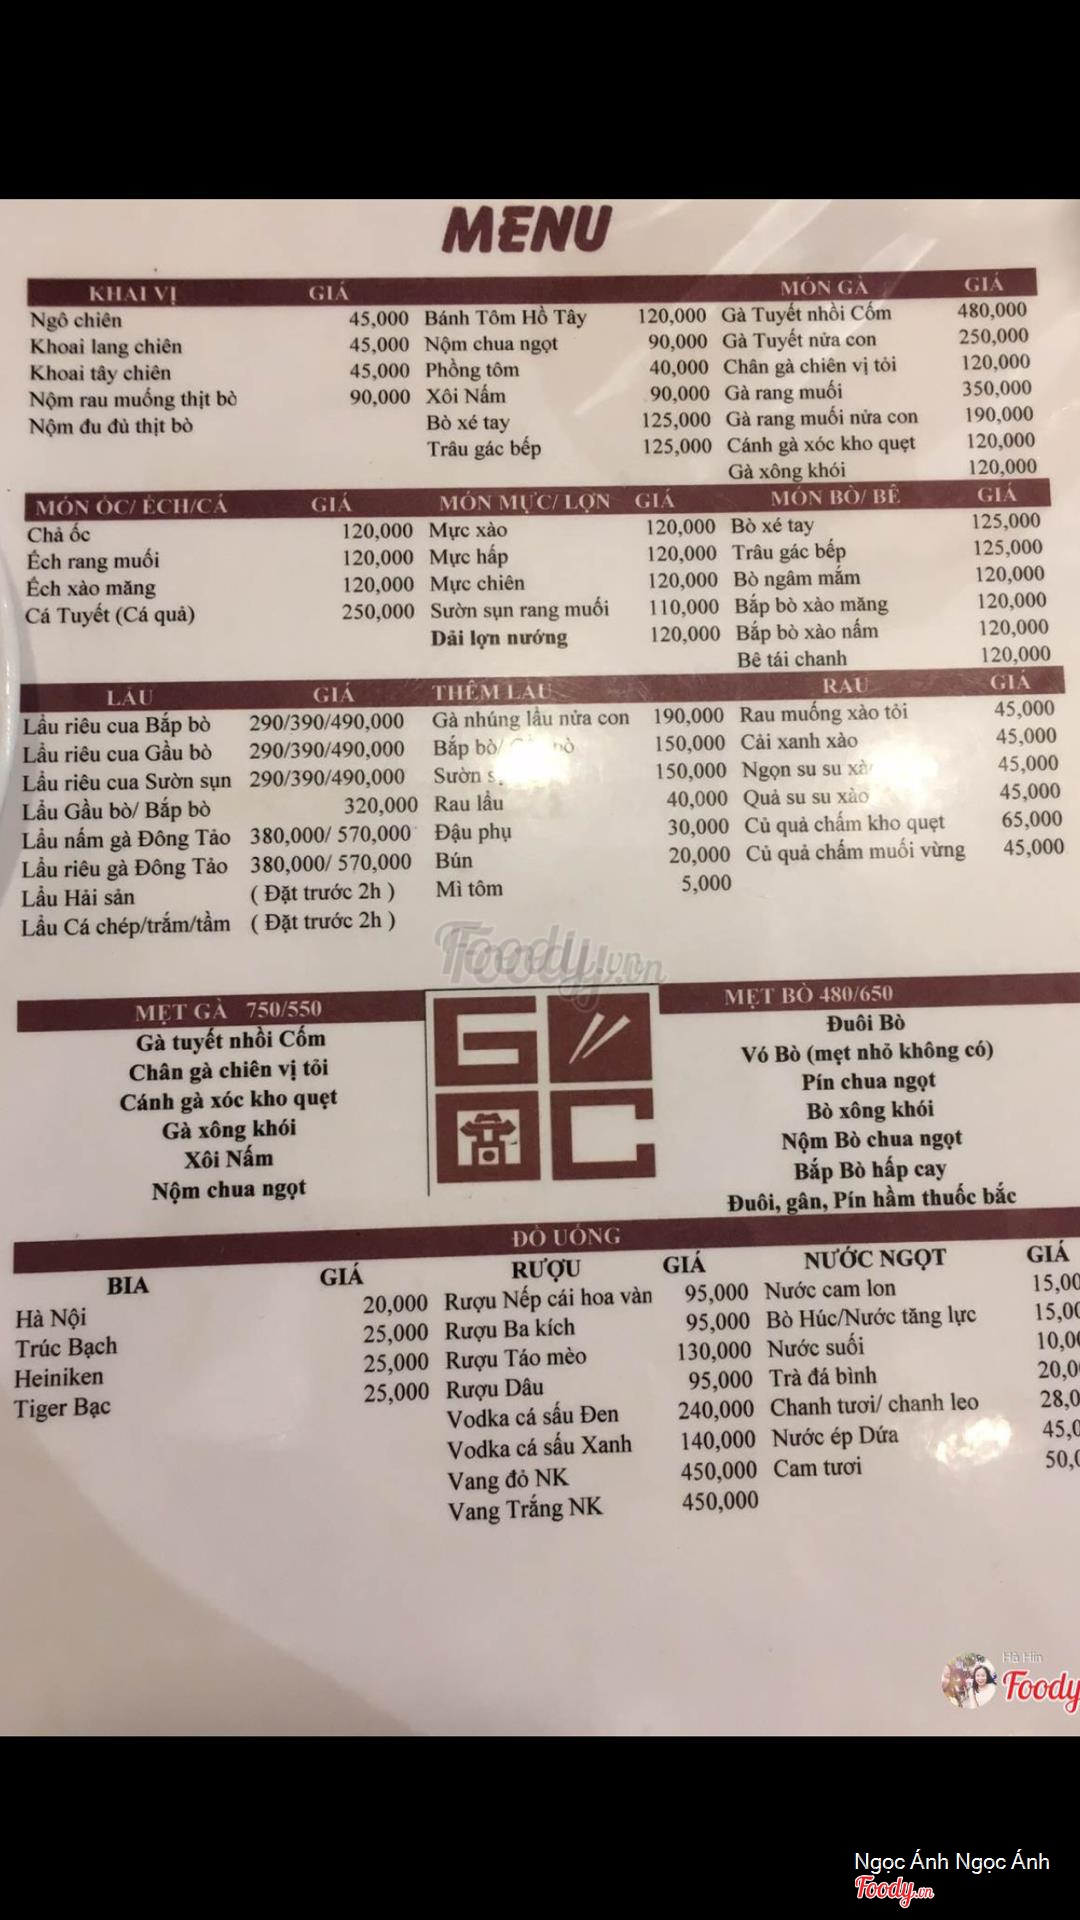 MENU
KHAI VỊ GIÁ MÓN GÀ GIÁ
Ngô chiên 45,000 Bánh Tôm Hồ Tây 120,000 Gà Tuyết nhồi Cốm 480,000
Khoai lang chiên 45,000 Nộm chua ngọt 90,000 Gà Tuyết nửa con 250,000
Khoai tây chiên 45,000 Phồng tôm 40,000 Chân gà chiên vị tỏi 120,000
Nộm rau muống thịt bò 90,000 Xôi Nấm 90,000 Gà rang muối 350,000
Nộm đu đủ thịt bò Bò xé tay 125,000 Gà rang muối nửa con 190,000
Trâu gác bếp 125,000 Cánh gà xóc kho quẹt 120,000
Gà xông khói 120,000
MÓN ỐC/ ẾCH/CÁ GIÁ MÓN MỰC/ LỢN GIÁ MÓN BÒ/ BÊ GIÁ
Chả ốc 120,000 Mực xào 120,000 Bò xé tay 125,000
Ếch rang muối 120,000 Mực hấp 120,000 Trâu gác bếp 125,000
Ếch xào măng 120,000 Mực chiên 120,000 Bò ngâm mắm 120,000
Cá Tuyết (Cá quả) 250,000 Sườn sụn rang muối 110,000 Bắp bò xào măng 120,000
Dải lợn nướng 120,000 Bắp bò xào nấm 120,000
Bê tái chanh 120,000
LẨU GIÁ THÊM LẨU RAU GIÁ
Lẩu riêu cua Bắp bò 290/390/490,000 Gà nhúng lẩu nửa con 190,000 Rau muống xào tỏi 45,000
Lẩu riêu cua Gầu bò 290/390/490,000 Bắp bò/ bò 150,000 Cải xanh xào 45,000
Lẩu riêu cua Sườn sụn 290/390/490,000 Sườn 150,000 Ngọn su su xào 45,000
Lẩu Gầu bò/ Bắp bò 320,000 Rau lẩu 40,000 Quả su su xào 45,000
Lẩu nấm gà Đông Tảo 380,000/ 570,000 Đậu phụ 30,000 Củ quả chấm kho quẹt 65,000
Lẩu riêu gà Đông Tảo 380,000/ 570,000 Bún 20,000 Củ quả chấm muối vừng 45,000
Lẩu Hải sản ( Đặt trước 2h ) Mì tôm 5,000
Lẩu Cá chép/trắm/tầm ( Đặt trước 2h )
Foody.vn
MẸT GÀ 750/550
Gà tuyết nhồi Cốm
Chân gà chiên vị tỏi
Cánh gà xóc kho quẹt
Gà xông khói
Xôi Nấm
Nộm chua ngọt
MẸT BÒ 480/650
Đuôi Bò
Vó Bò (mẹt nhỏ không có)
Pín chua ngọt
Bò xông khói
Nộm Bò chua ngọt
Bắp Bò hấp cay
Đuôi, gân, Pín hầm thuốc bắc
ĐỒ UỐNG
BIA GIÁ RƯỢU GIÁ NƯỚC NGỌT GIÁ
Hà Nội 20,000 Rượu Nếp cái hoa vàn 95,000 Nước cam lon 15,00
Trúc Bạch 25,000 Rượu Ba kích 95,000 Bò Húc/Nước tăng lực 15,00
Heiniken 25,000 Rượu Táo mèo 130,000 Nước suối 10,00
Tiger Bạc 25,000 Rượu Dâu 95,000 Trà đá bình 20,0
Vodka cá sấu Đen 240,000 Chanh tươi/ chanh leo 28,0
Vodka cá sấu Xanh 140,000 Nước ép Dứa 45,0
Vang đỏ NK 450,000 Cam tươi 50,
Vang Trắng NK 450,000
Hà Hin
Foody
Ngọc Ánh Ngọc Ánh
Foody.vn